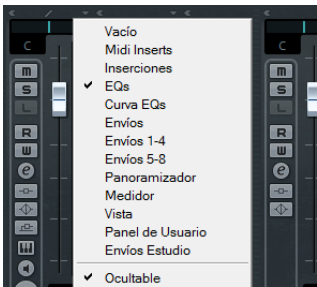 C
C
m
S
L
R
W
e
m
S
L
R
W
e
Vacío
Midi Inserts
Inserciones
EQs
Curva EQs
Envíos
Envíos 1-4
Envíos 5-8
Panoramizador
Medidor
Vista
Panel de Usuario
Envíos Estudio
Ocultable